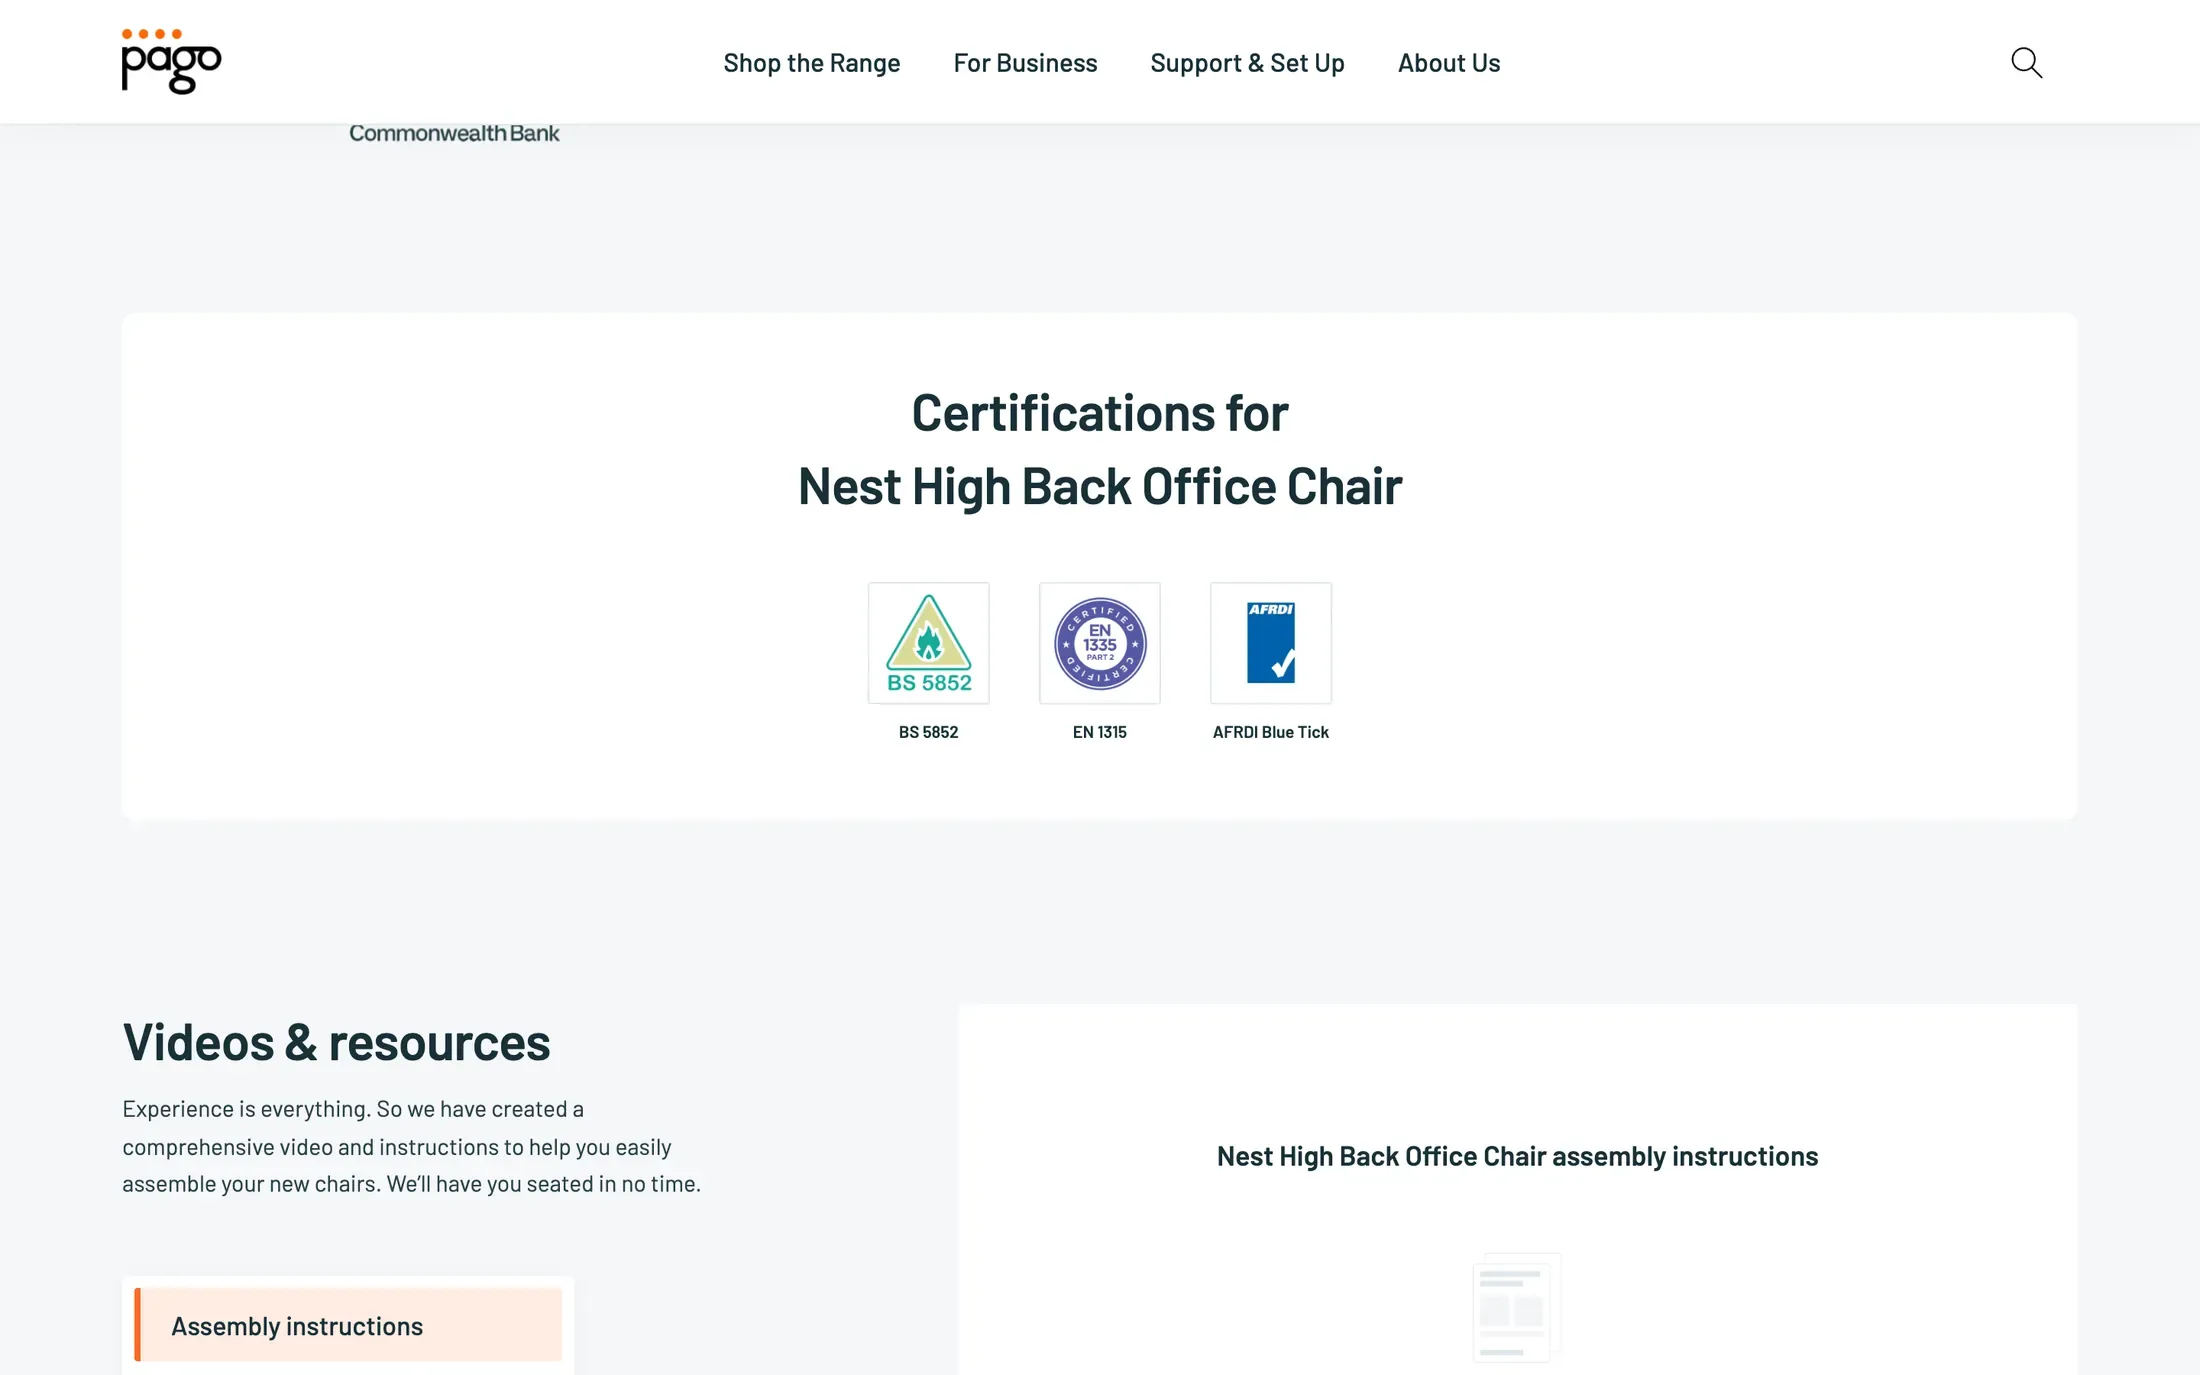 pago
Shop the Range
For Business
Support & Set Up
About Us
Commonwealth Bank
Certifications for
Nest High Back Office Chair
BS 5852
CERTIFIED
EN
1335
PART 2
CERTIFIED
AFRDI
BS 5852
EN 1315
AFRDI Blue Tick
Videos & resources
Experience is everything. So we have created a
comprehensive video and instructions to help you easily
assemble your new chairs. We’ll have you seated in no time.
Assembly instructions
Nest High Back Office Chair assembly instructions